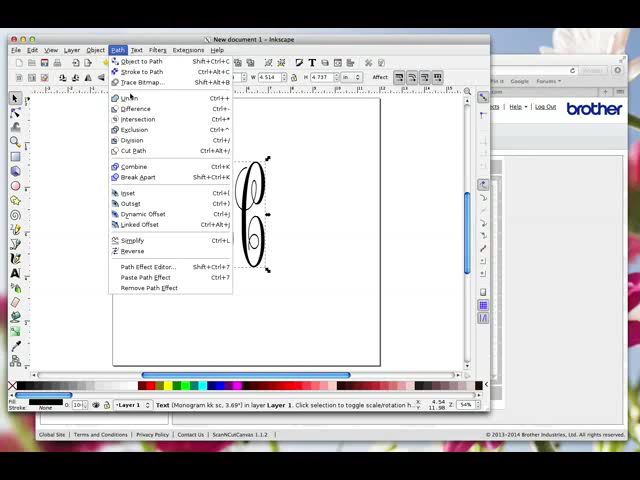 New document 1 - Inkscape
File Edit View Layer Object Path Text Filters Extensions Help
W 4.514 H 4.737 in Affect:
Object to Path Shift+Ctrl+C
Stroke to Path Ctrl+Alt+C
Trace Bitmap... Shift+Alt+B
Union Ctrl++
Difference Ctrl+-
Intersection Ctrl+*
Exclusion Ctrl+^
Division Ctrl+/
Cut Path Ctrl+Alt+/
Combine Ctrl+K
Break Apart Shift+Ctrl+K
Inset Ctrl+(
Outset Ctrl+)
Dynamic Offset Ctrl+J
Linked Offset Ctrl+Alt+J
Simplify Ctrl+L
Reverse
Path Effect Editor... Shift+Ctrl+7
Paste Path Effect Ctrl+7
Remove Path Effect
Reader
Google Forums
Help Log Out
brother
Fill:
Stroke: None
O:
Layer 1
Text (Monogram kk sc, 3.69") in layer Layer 1. Click selection to toggle scale/rotation h
X: 4.54
Y: 11.98
Z: 54%
Global Site Terms and Conditions Privacy Policy Contact Us ScanNCutCanvas 1.1.2
© 2013-2014 Brother Industries, Ltd. All Rights Reserved.